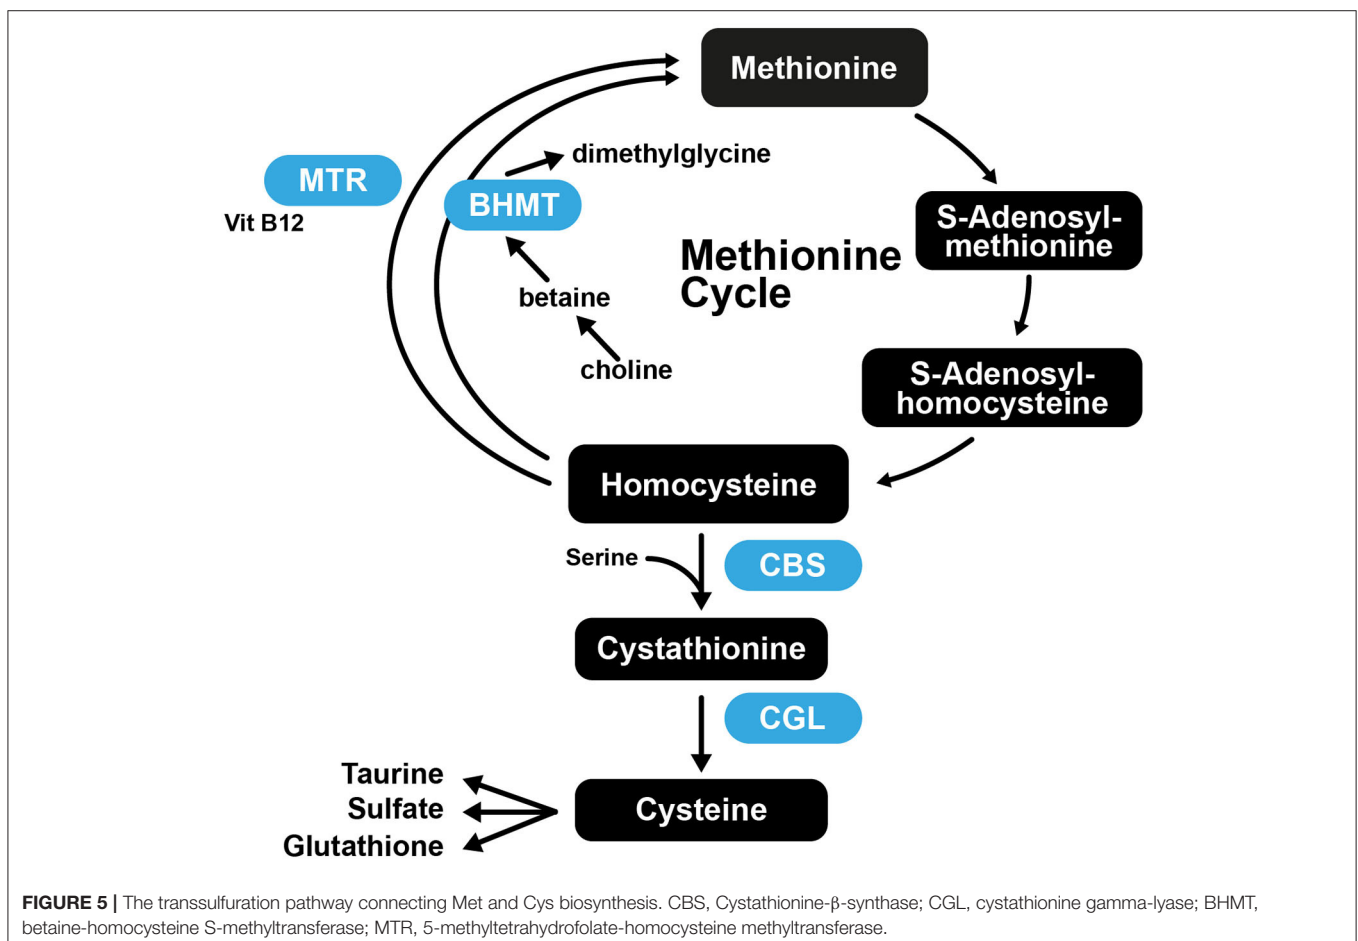 Methionine
dimethylglycine
MTR
BHMT
Vit B12
S-Adenosyl-
methionine
Methionine
Cycle
betaine
choline
S-Adenosyl-
homocysteine
Homocysteine
Serine
CBS
Cystathionine
CGL
Taurine
Sulfate
Glutathione
Cysteine
FIGURE 5 | The transsulfuration pathway connecting Met and Cys biosynthesis. CBS, Cystathionine-β-synthase; CGL, cystathionine gamma-lyase; BHMT,
betaine-homocysteine S-methyltransferase; MTR, 5-methyltetrahydrofolate-homocysteine methyltransferase.